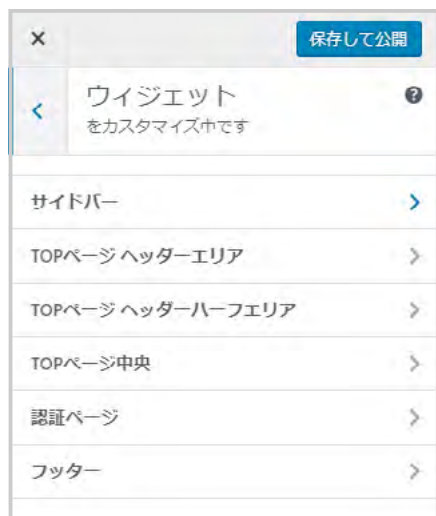 保存して公開
ウィジェット
をカスタマイズ中です
サイドバー
TOPページ ヘッダーエリア
TOPページ ヘッダーハーフエリア
TOPページ中央
認証ページ
フッター